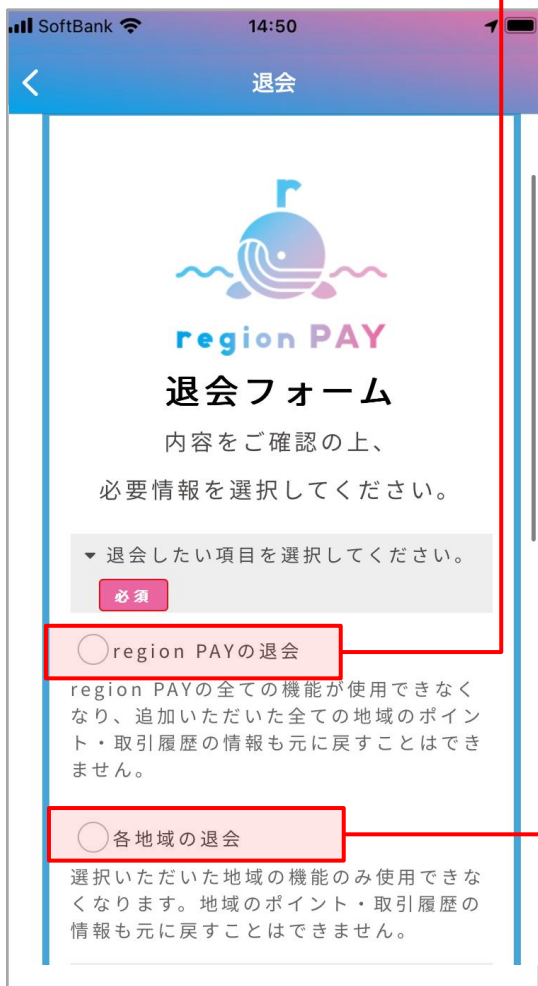 SoftBank 14:50
退会
r
region PAY
退会フォーム
内容をご確認の上、
必要情報を選択してください。
▼ 退会したい項目を選択してください。
必須
region PAYの退会
region PAYの全ての機能が使用できなく
なり、追加いただいた全ての地域のポイン
ト・取引履歴の情報も元に戻すことはでき
ません。
各地域の退会
選択いただいた地域の機能のみ使用できな
くなります。地域のポイント・取引履歴の
情報も元に戻すことはできません。